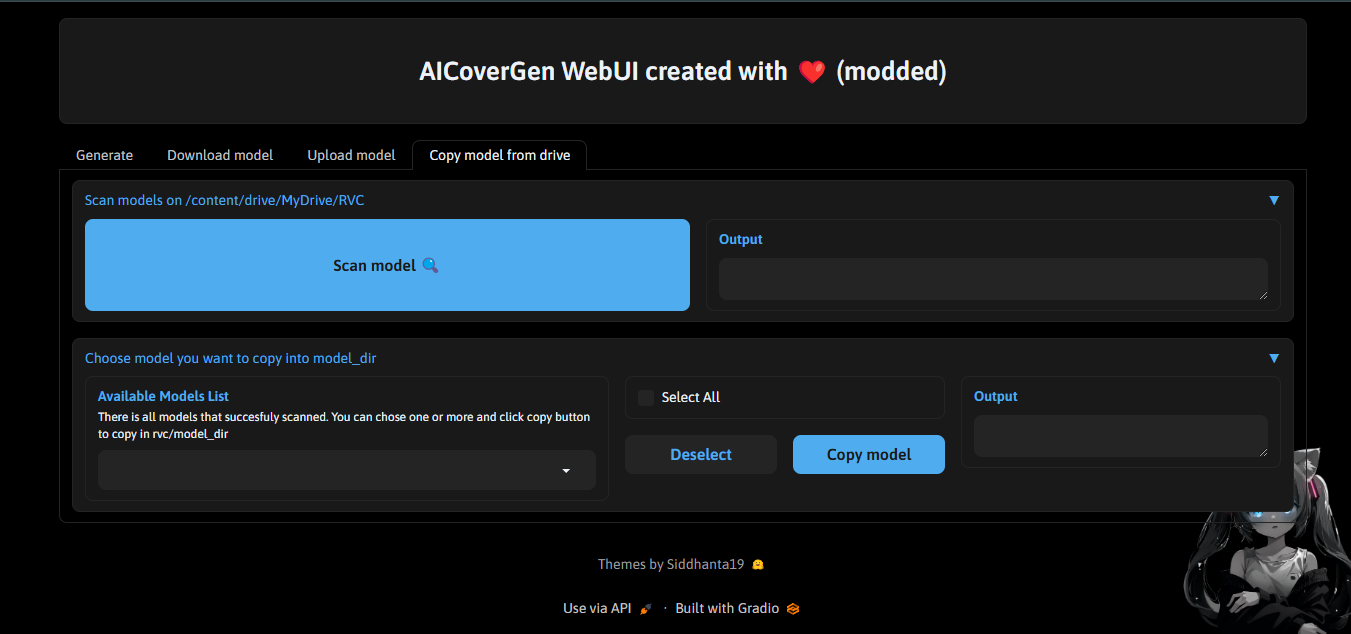 AICoverGen WebUI created with ❤️ (modded)
Generate
Download model
Upload model
Copy model from drive
Scan models on /content/drive/MyDrive/RVC
▼
Scan model 🔍
Output
Choose model you want to copy into model_dir
▼
Available Models List
There is all models that succesfuly scanned. You can chose one or more and click copy button
to copy in rvc/model_dir
Select All
Deselect
Copy model
Output
Themes by Siddhanta19 🤗
Use via API 🚀 · Built with Gradio